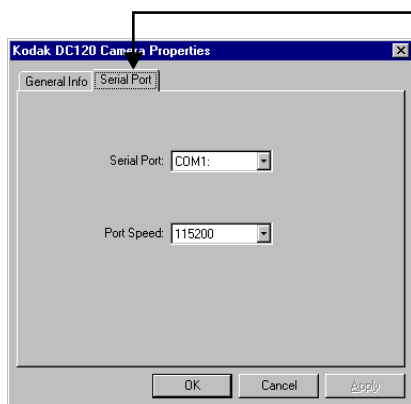 Kodak DC120 Camera Properties
General Info Serial Port
Serial Port: COM1:
Port Speed: 115200
OK Cancel Apply